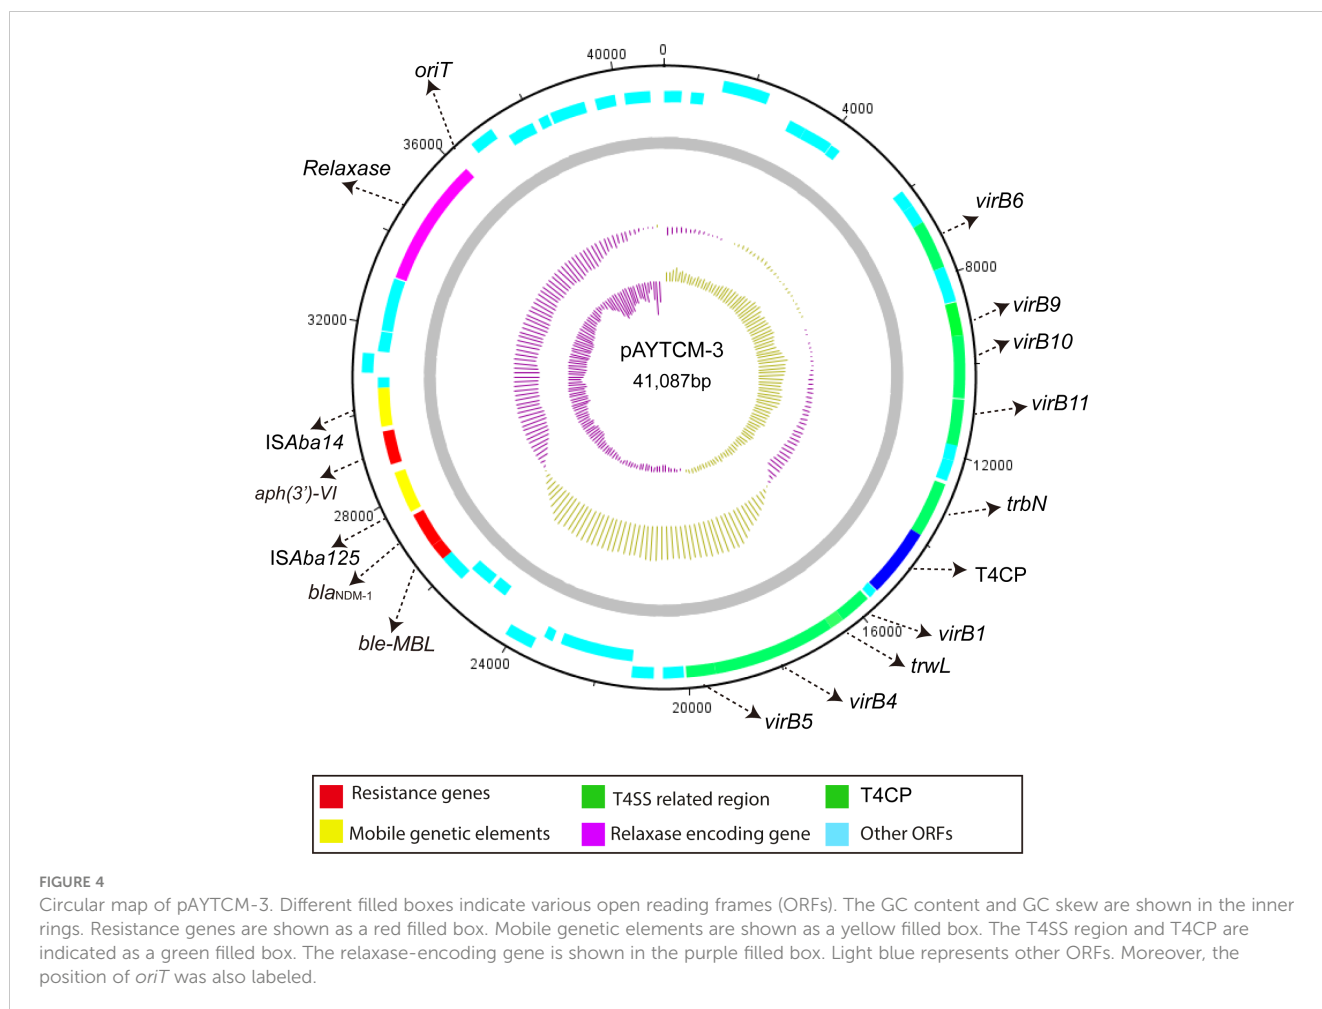 0
40000
oriT
4000
36000
Relaxase
virB6
8000
virB9
32000
virB10
pAYTCM-3
41,087bp
virB11
ISAba14
12000
aph(3’)-VI
trbN
28000
ISAba125
T4CP
blaNDM-1
16000
virB1
ble-MBL
24000
trwL
virB4
20000
virB5
Resistance genes
T4SS related region
T4CP
Mobile genetic elements
Relaxase encoding gene
Other ORFs
FIGURE 4
Circular map of pAYTCM-3. Different filled boxes indicate various open reading frames (ORFs). The GC content and GC skew are shown in the inner
rings. Resistance genes are shown as a red filled box. Mobile genetic elements are shown as a yellow filled box. The T4SS region and T4CP are
indicated as a green filled box. The relaxase-encoding gene is shown in the purple filled box. Light blue represents other ORFs. Moreover, the
position of oriT was also labeled.